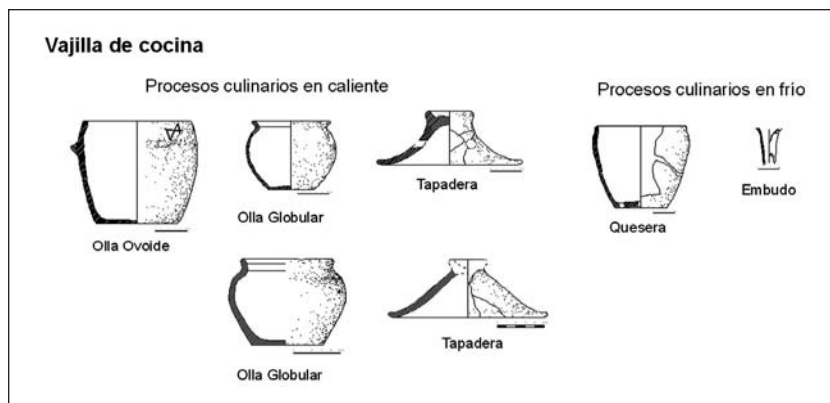 Vajilla de cocina
Procesos culinarios en caliente
Procesos culinarios en frío
Olla Ovoide
Olla Globular
Tapadera
Quesera
Embudo
Olla Globular
Tapadera